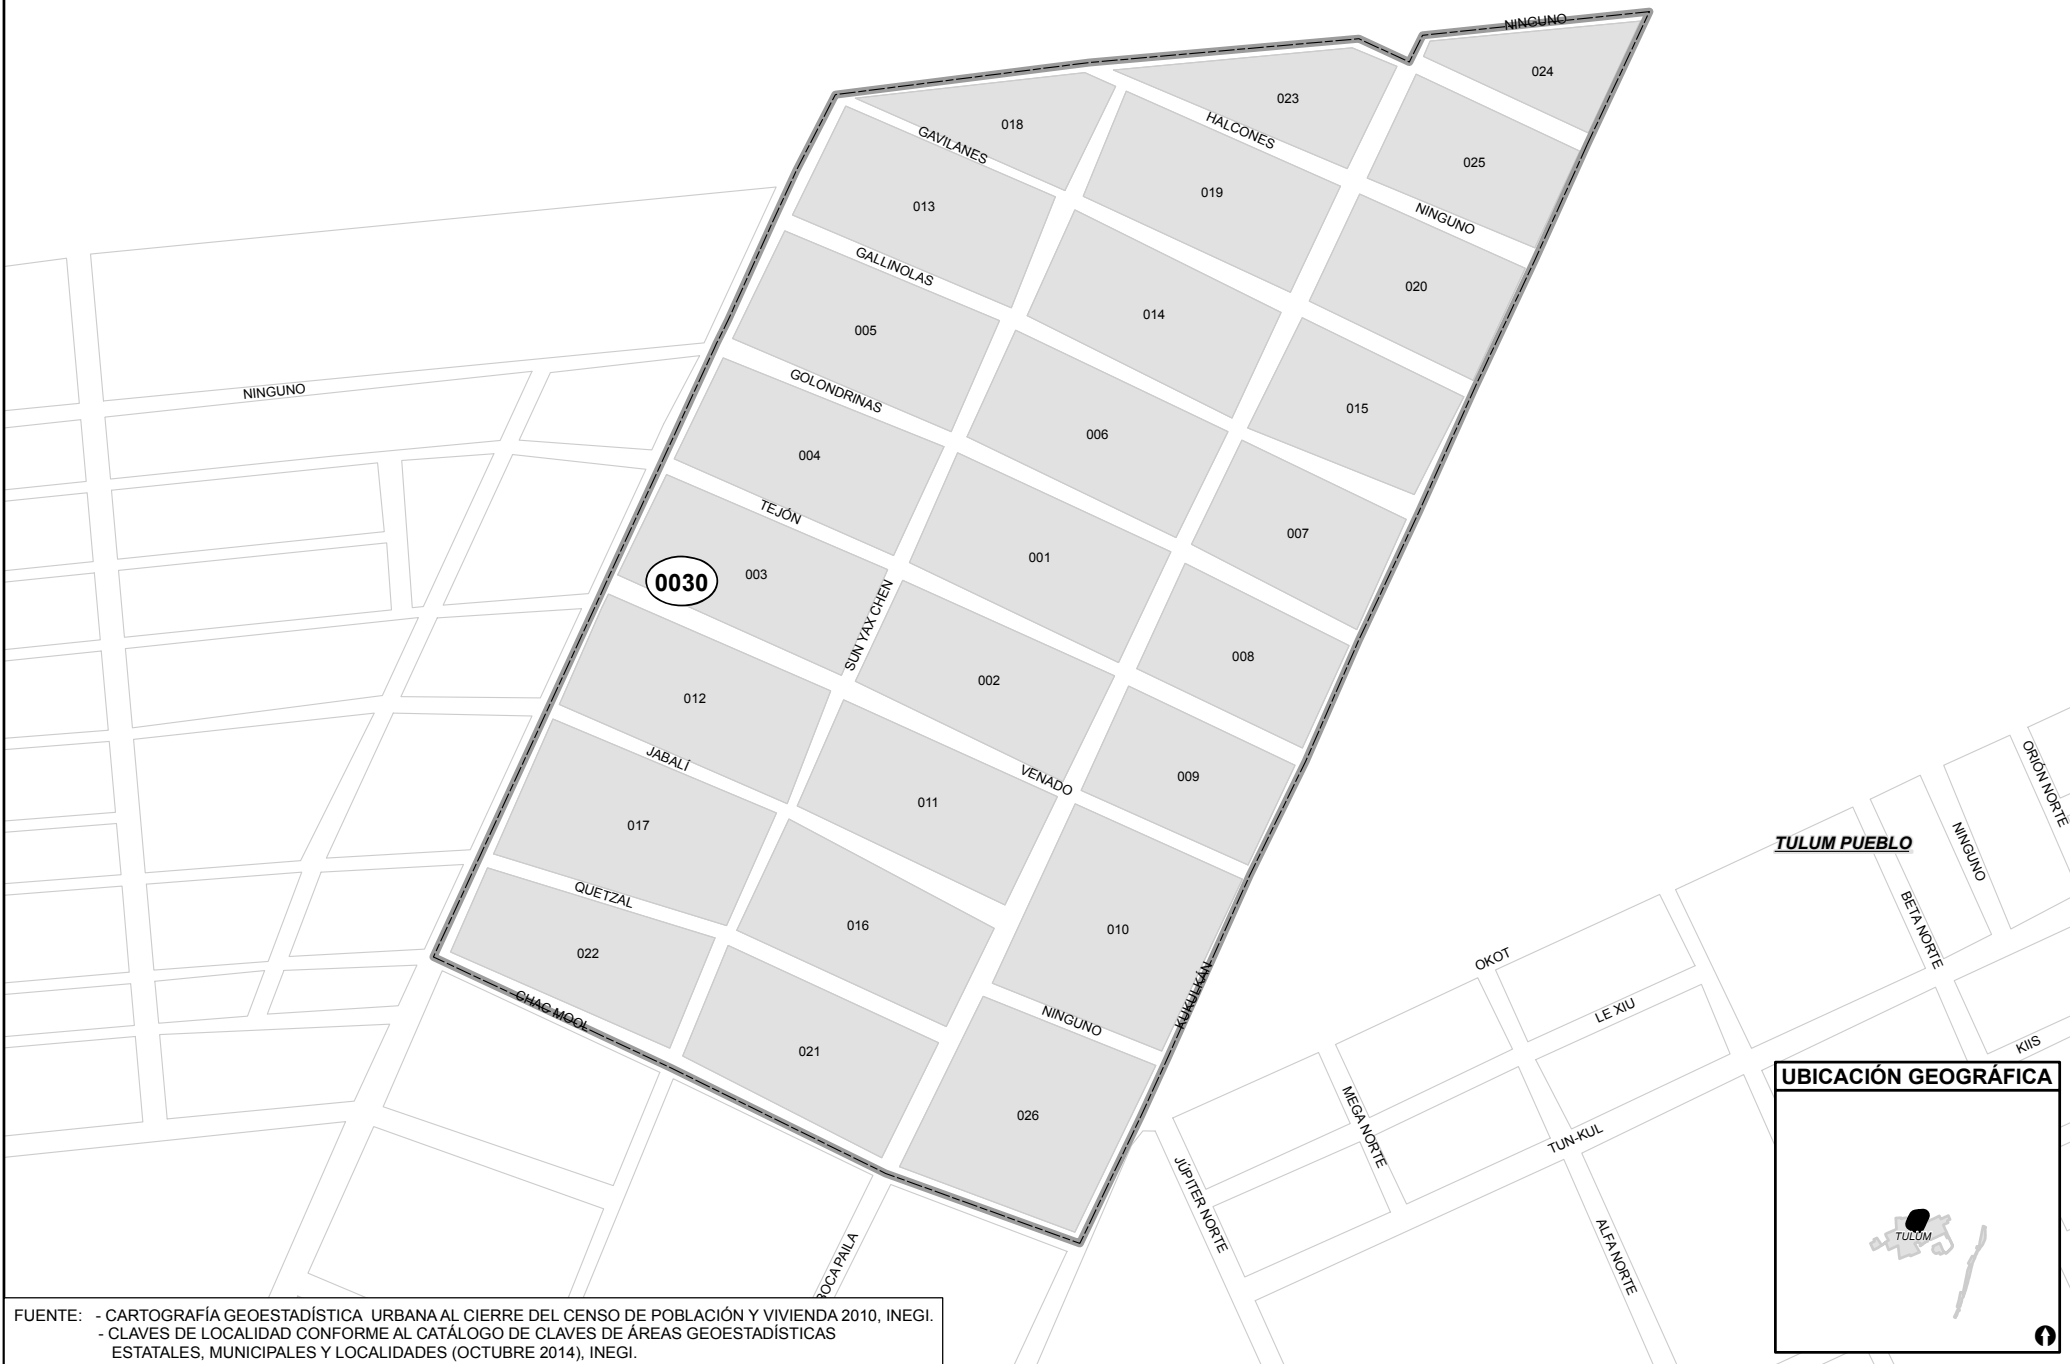 NINGUNO
024
023
018
HALCONES
GAVILANES
025
019
013
NINGUNO
GALLINOLAS
020
014
005
GOLONDRINAS
NINGUNO
015
006
004
TEJÓN
007
001
003
0030
SUN YAX CHEN
008
002
012
JABALÍ
VENADO
009
011
017
ORIÓN NORTE
TULUM PUEBLO
NINGUNO
QUETZAL
BETA NORTE
016
010
022
OKOT
CHAC MOOL
KUKULKÁN
NINGUNO
LE XIU
KIIS
021
UBICACIÓN GEOGRÁFICA
026
MEGA NORTE
TUN-KUL
JÚPITER NORTE
ALFA NORTE
TULUM
BOCA PAILA
FUENTE: - CARTOGRAFÍA GEOESTADÍSTICA URBANA AL CIERRE DEL CENSO DE POBLACIÓN Y VIVIENDA 2010, INEGI.
- CLAVES DE LOCALIDAD CONFORME AL CATÁLOGO DE CLAVES DE ÁREAS GEOESTADÍSTICAS
ESTATALES, MUNICIPALES Y LOCALIDADES (OCTUBRE 2014), INEGI.